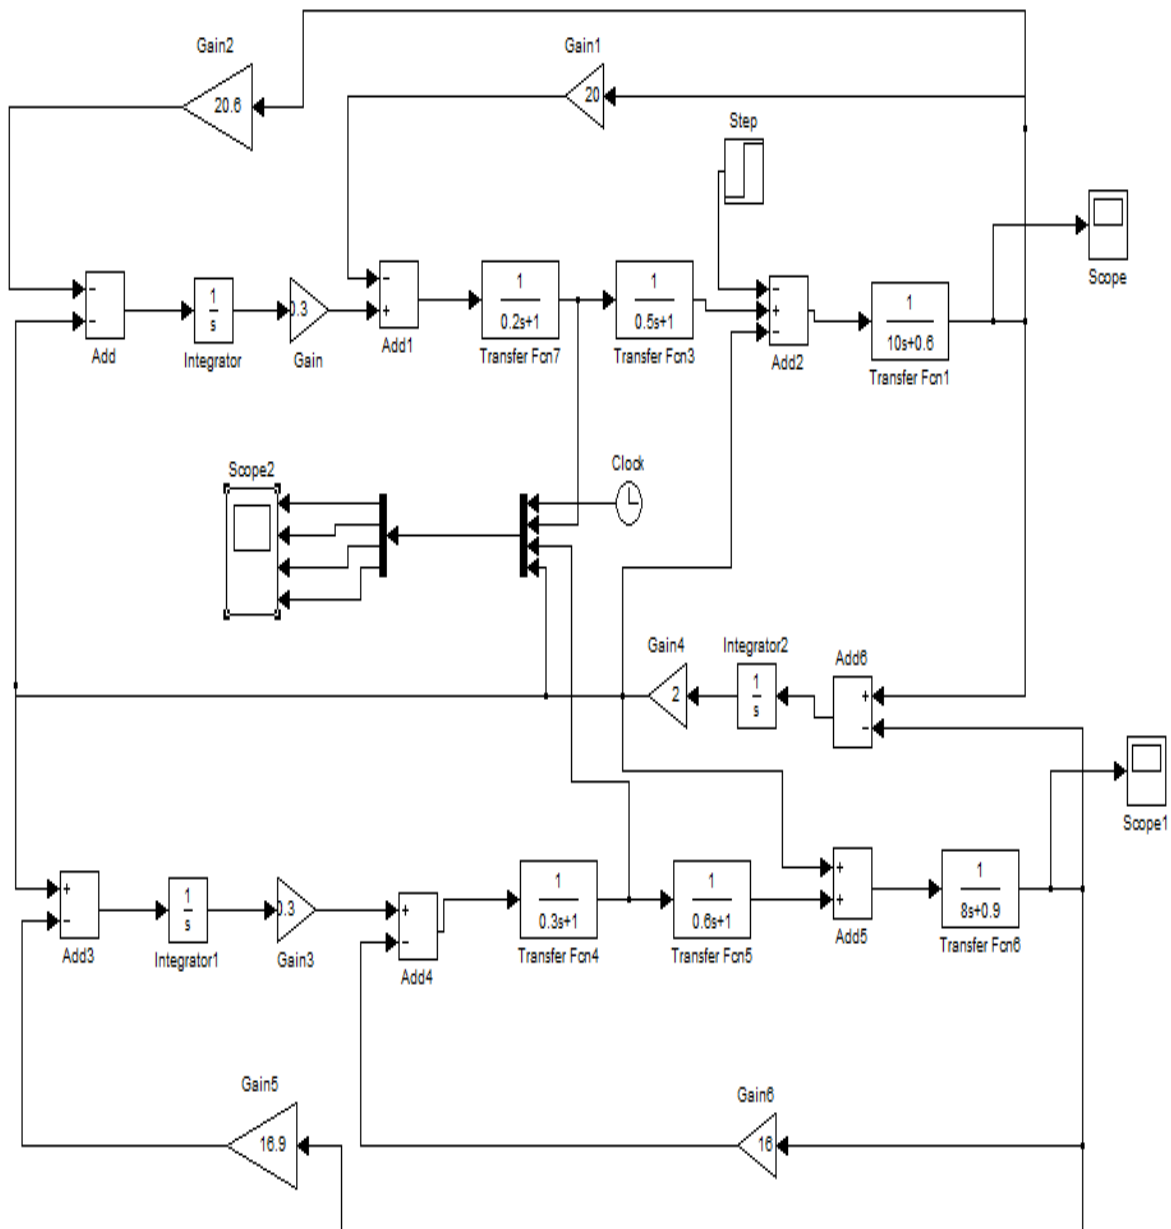 Gain2
20.6
Gain1
20
Step
Scope
-
-
Add
1
s
Integrator
0.3
Gain
-
+
Add1
1
0.2s+1
Transfer Fcn7
1
0.5s+1
Transfer Fcn3
-
+
-
Add2
1
10s+0.6
Transfer Fcn1
Scope2
Clock
Gain4
2
Integrator2
1
s
Add6
+
-
Scope1
+
-
Add3
1
s
Integrator1
0.3
Gain3
+
-
Add4
1
0.3s+1
Transfer Fcn4
1
0.6s+1
Transfer Fcn5
+
+
Add5
1
8s+0.9
Transfer Fcn6
Gain5
16.9
Gain6
16